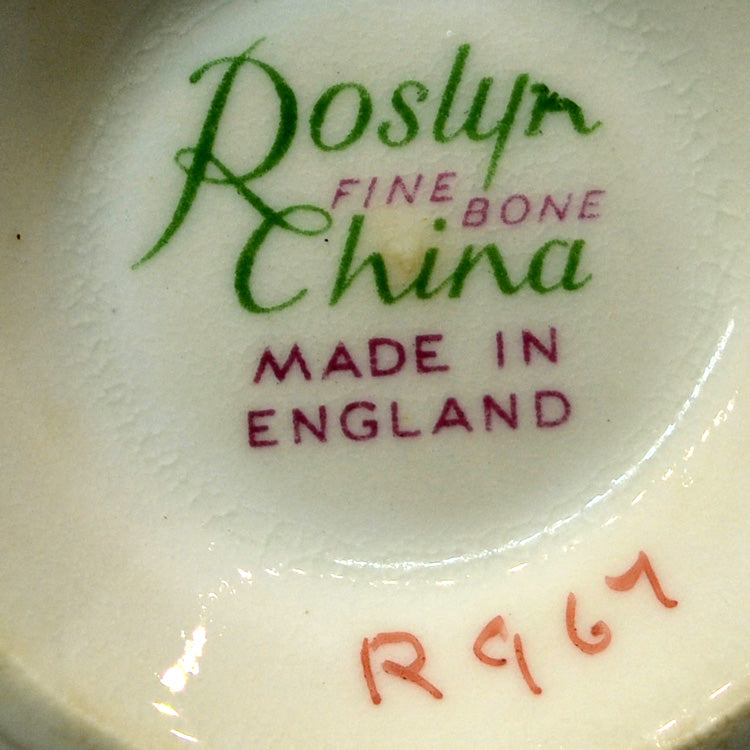 Roslyn
FINE BONE
China
MADE IN
ENGLAND
R967